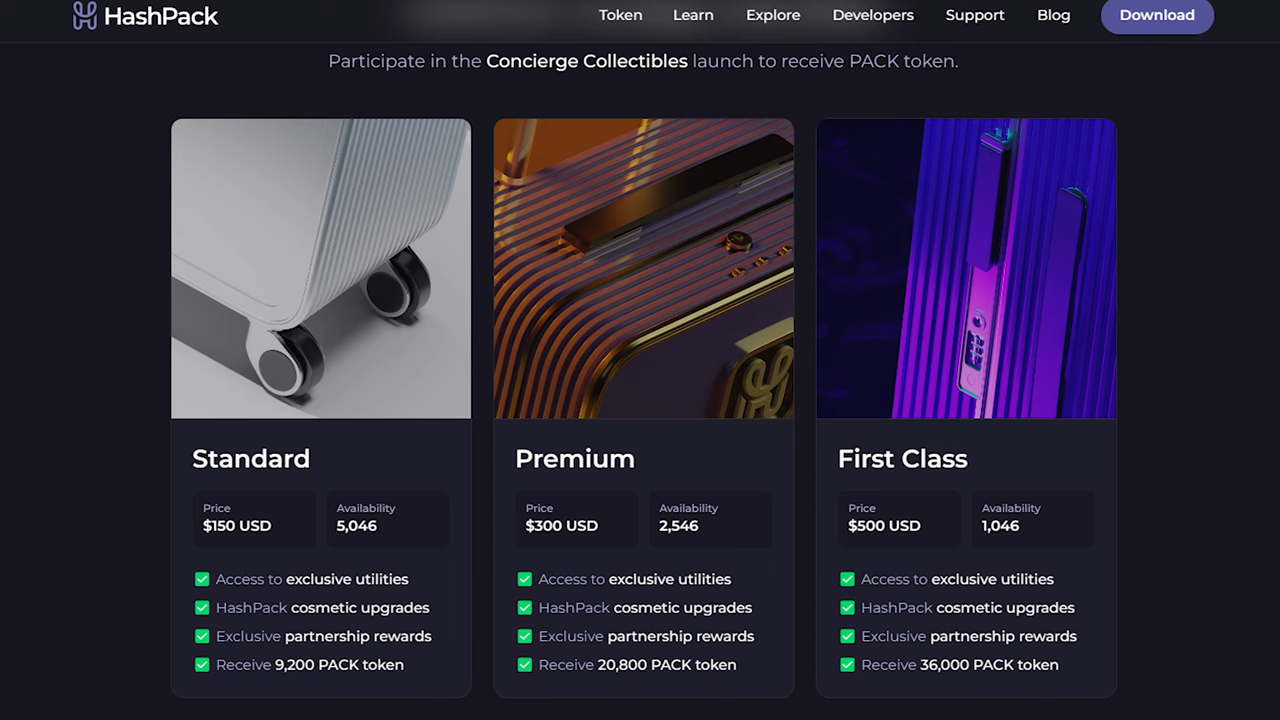 HashPack
Token Learn Explore Developers Support Blog Download
Participate in the Concierge Collectibles launch to receive PACK token.
Standard
Price
$150 USD
Availability
5,046
Access to exclusive utilities
HashPack cosmetic upgrades
Exclusive partnership rewards
Receive 9,200 PACK token
Premium
Price
$300 USD
Availability
2,546
Access to exclusive utilities
HashPack cosmetic upgrades
Exclusive partnership rewards
Receive 20,800 PACK token
First Class
Price
$500 USD
Availability
1,046
Access to exclusive utilities
HashPack cosmetic upgrades
Exclusive partnership rewards
Receive 36,000 PACK token